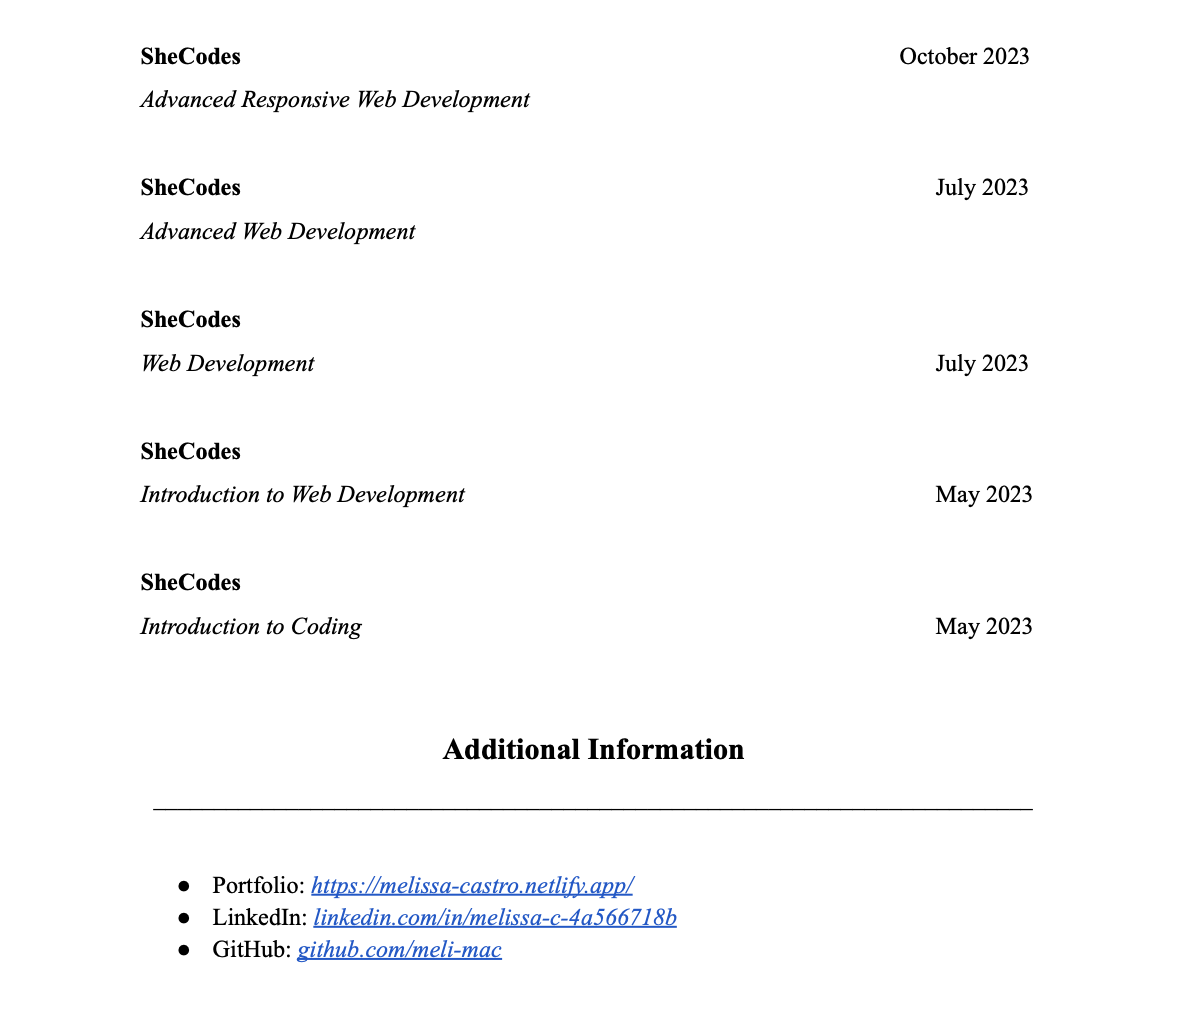 SheCodes October 2023
Advanced Responsive Web Development
SheCodes July 2023
Advanced Web Development
SheCodes
Web Development July 2023
SheCodes
Introduction to Web Development May 2023
SheCodes
Introduction to Coding May 2023
Additional Information
● Portfolio: https://melissa-castro.netlify.app/
● LinkedIn: linkedin.com/in/melissa-c-4a566718b
● GitHub: github.com/meli-mac